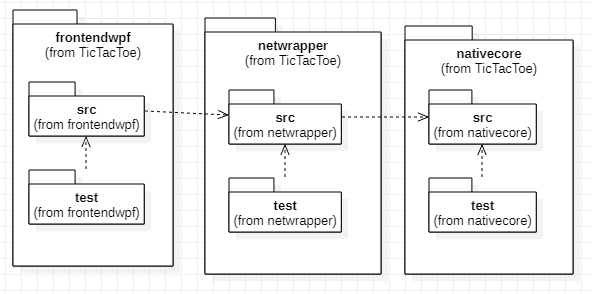 frontendwpf
(from TicTacToe)
src
(from frontendwpf)
test
(from frontendwpf)
netwrapper
(from TicTacToe)
src
(from netwrapper)
test
(from netwrapper)
nativecore
(from TicTacToe)
src
(from nativecore)
test
(from nativecore)